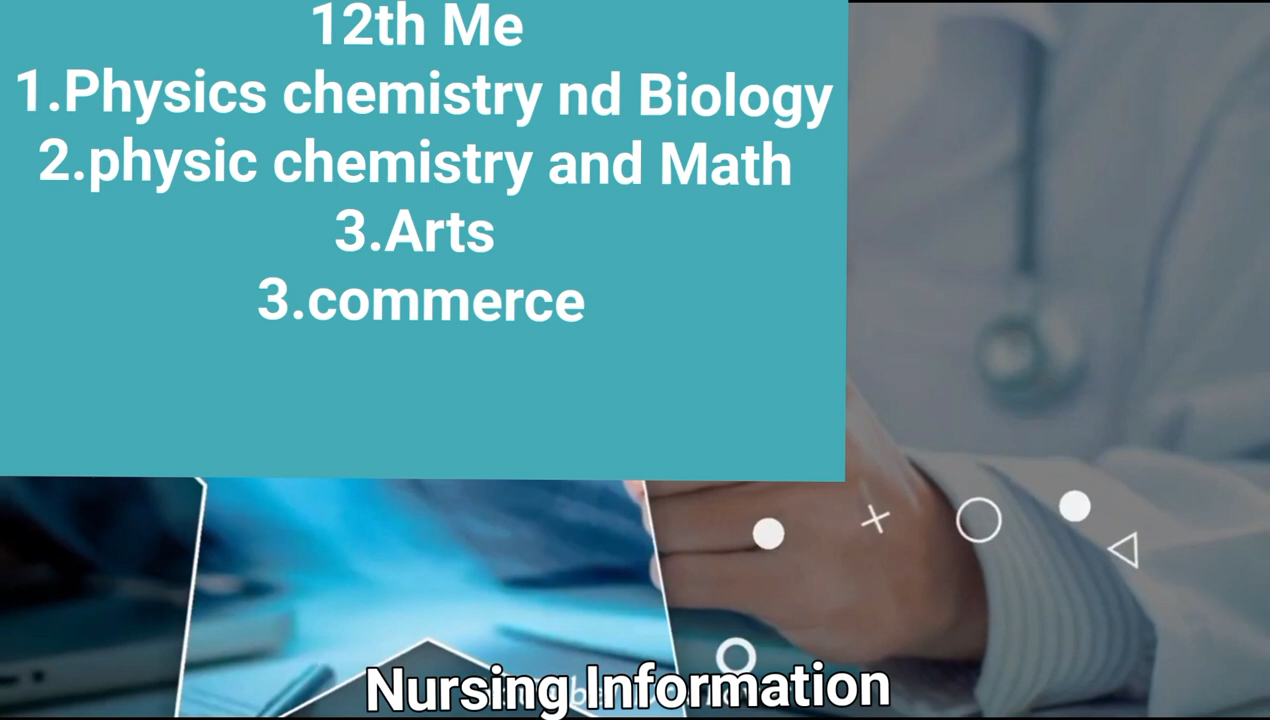 12th Me
1.Physics chemistry nd Biology
2.physic chemistry and Math
3.Arts
3.commerce
Nursing Information